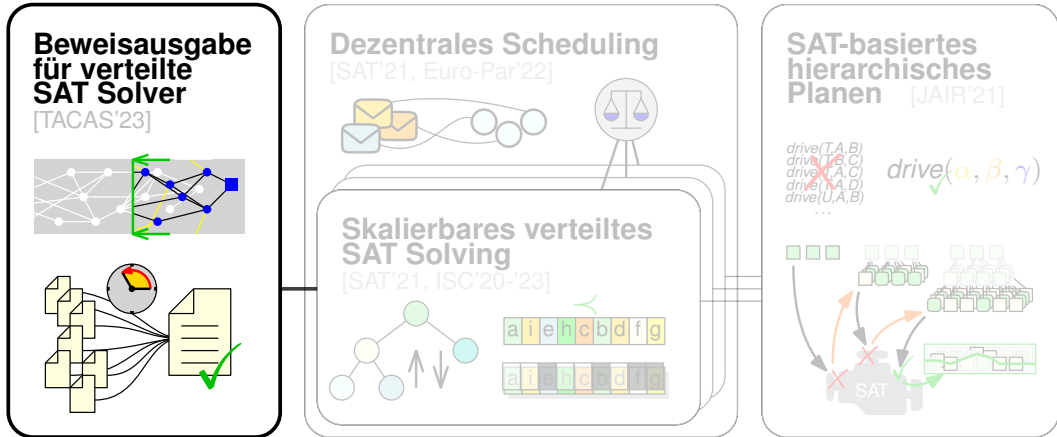 Beweisausgabe
für verteilte
SAT Solver
[TACAS’23]
Dezentrales Scheduling
[SAT’21, Euro-Par’22]
Skalierbares verteiltes
SAT Solving
[SAT’21, ISC’20-’23]
a i e h c b d f g
a i e h c b d f g
SAT-basiertes
hierarchisches
Planen [JAIR’21]
drive(T,A,B)
drive(T,B,C)
drive(T,A,C)
drive(T,A,D)
drive(U,A,B)
...
drive(α, β, γ)
SAT